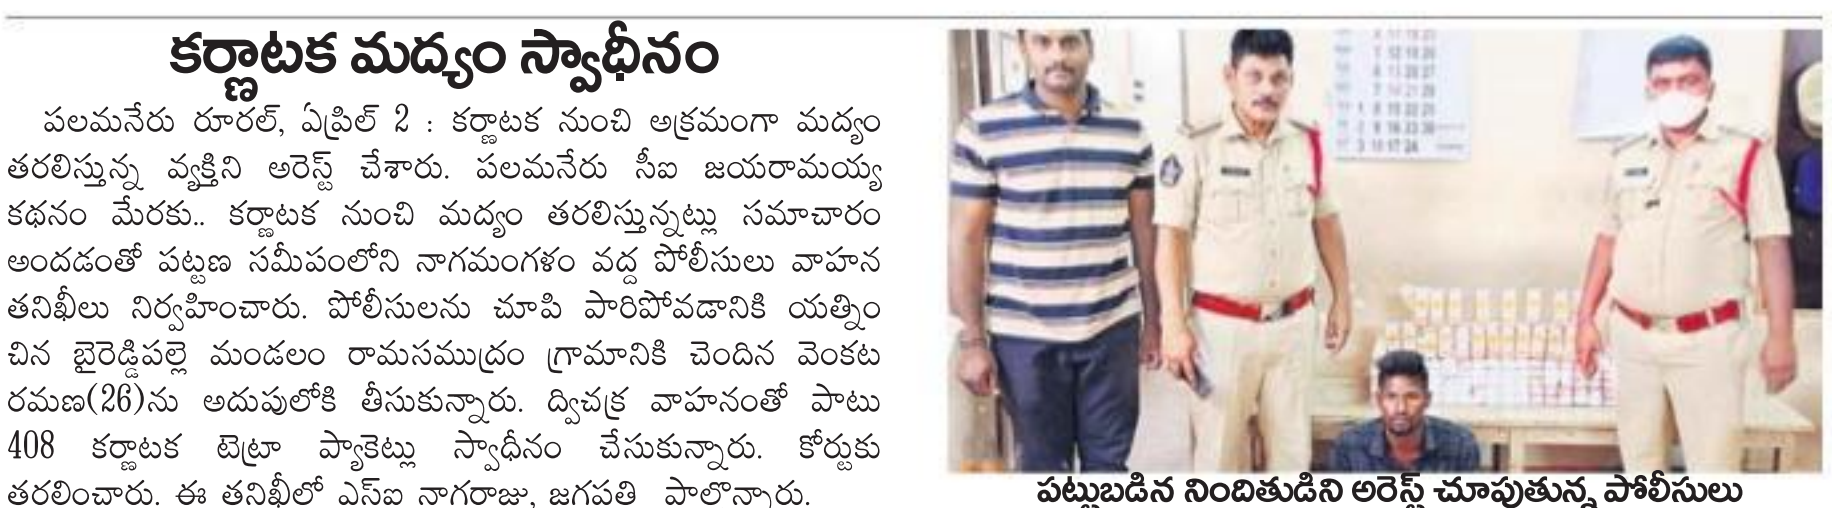 కర్ణాటక మద్యం స్వాధీనం
పలమనేరు రూరల్, ఏప్రిల్ 2 : కర్ణాటక నుంచి అక్రమంగా మద్యం
తరలిస్తున్న వ్యక్తిని అరెస్ట్ చేశారు. పలమనేరు సీఐ జయరామయ్య
కథనం మేరకు.. కర్ణాటక నుంచి మద్యం తరలిస్తున్నట్లు సమాచారం
అందడంతో పట్టణ సమీపంలోని నాగమంగళం వద్ద పోలీసులు వాహన
తనిఖీలు నిర్వహించారు. పోలీసులను చూపి పారిపోవడానికి యత్నిం
చిన బైరెడ్డిపల్లె మండలం రామసముద్రం గ్రామానికి చెందిన వెంకట
రమణ(26)ను అదుపులోకి తీసుకున్నారు. ద్విచక్ర వాహనంతో పాటు
408 కర్ణాటక టెట్రా ప్యాకెట్లు స్వాధీనం చేసుకున్నారు. కోర్టుకు
తరలించారు. ఈ తనిఖీలో ఎస్ఐ నాగరాజు, జగపతి పాల్గొన్నారు.
పట్టుబడిన నిందితుడిని అరెస్ట్ చూపుతున్న పోలీసులు